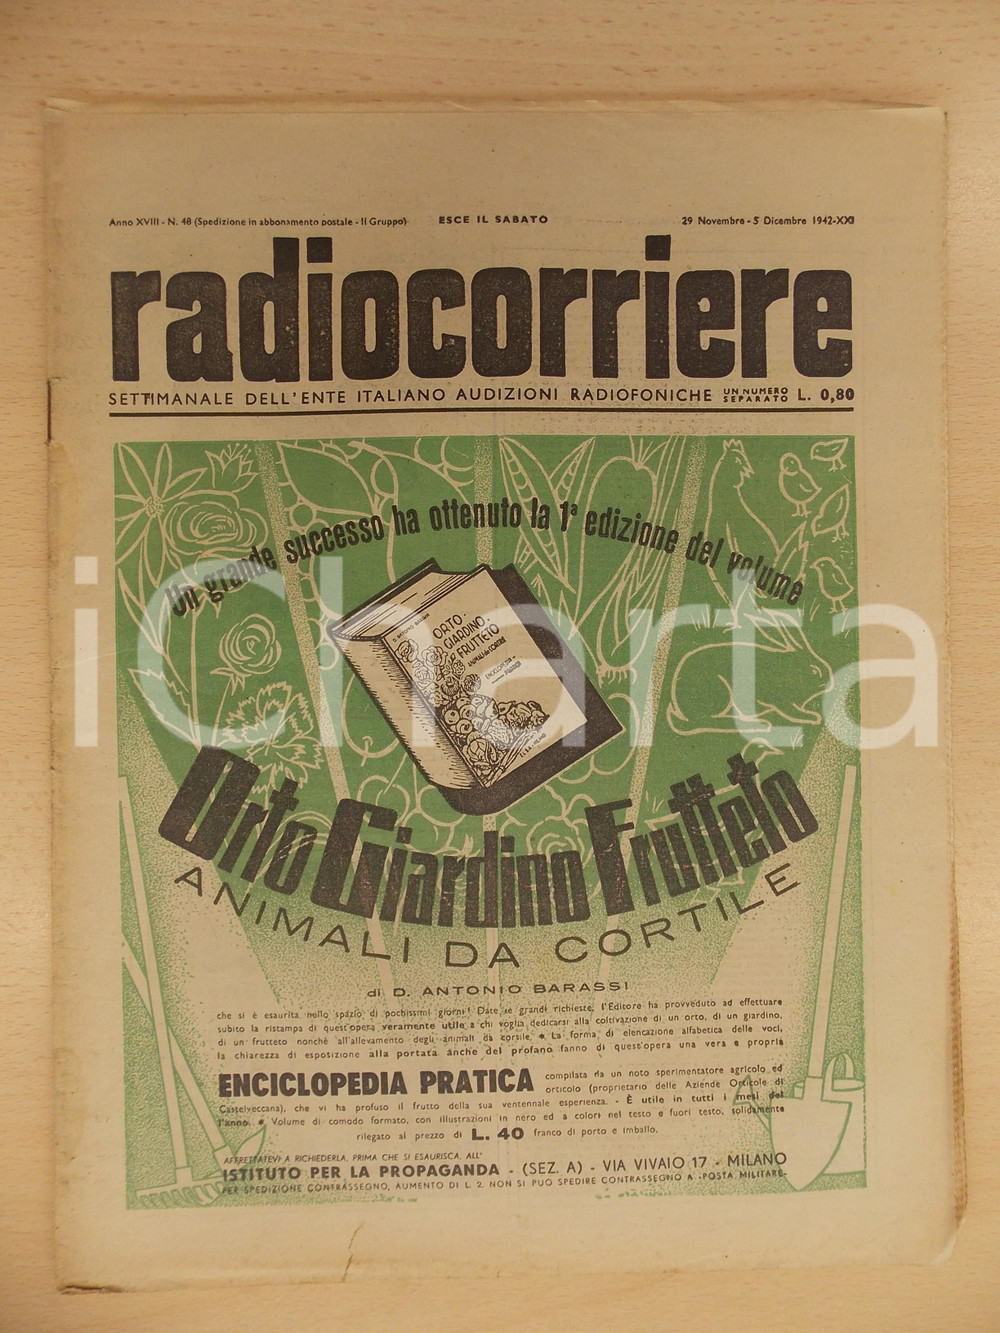 Anno XVIII - N. 48 (Spedizione in abbonamento postale - II Gruppo)
ESCE IL SABATO
29 Novembre - 5 Dicembre 1942-XXI
radiocorriere
SETTIMANALE DELL'ENTE ITALIANO AUDIZIONI RADIOFONICHE UN NUMERO SEPARATO L. 0,80
Un grande successo ha ottenuto la 1ª edizione del volume
D. ANTONIO BARASSI
ORTO
GIARDINO
FRUTTETO
ANIMALI da CORTILE
ENCICLOPEDIA
iCharta
Orto Giardino Frutteto
ANIMALI DA CORTILE
di D. ANTONIO BARASSI
che si è esaurita nello spazio di pochissimi giorni! Date le grandi richieste, l'Editore ha provveduto ad effettuare
subito la ristampa di quest'opera veramente utile a chi voglia dedicarsi alla coltivazione di un orto, di un giardino,
di un frutteto nonchè all'allevamento degli animali da cortile. ● La forma di elencazione alfabetica delle voci,
la chiarezza di esposizione alla portata anche del profano fanno di quest'opera una vera e propria
ENCICLOPEDIA PRATICA compilata da un noto sperimentatore agricolo ed
orticolo (proprietario delle Aziende Orticole di
Castelveccana), che vi ha profuso il frutto della sua ventennale esperienza. - È utile in tutti i mesi del
l'anno. ● Volume di comodo formato, con illustrazioni in nero ed a colori nel testo e fuori testo, solidamente
rilegato al prezzo di L. 40 franco di porto e imballo.
AFFRETTATEVI A RICHIEDERLA, PRIMA CHE SI ESAURISCA, ALL'
ISTITUTO PER LA PROPAGANDA - (SEZ. A) - VIA VIVAIO 17 - MILANO
PER SPEDIZIONE CONTRASSEGNO, AUMENTO DI L. 2. NON SI PUÒ SPEDIRE CONTRASSEGNO A «POSTA MILITARE»